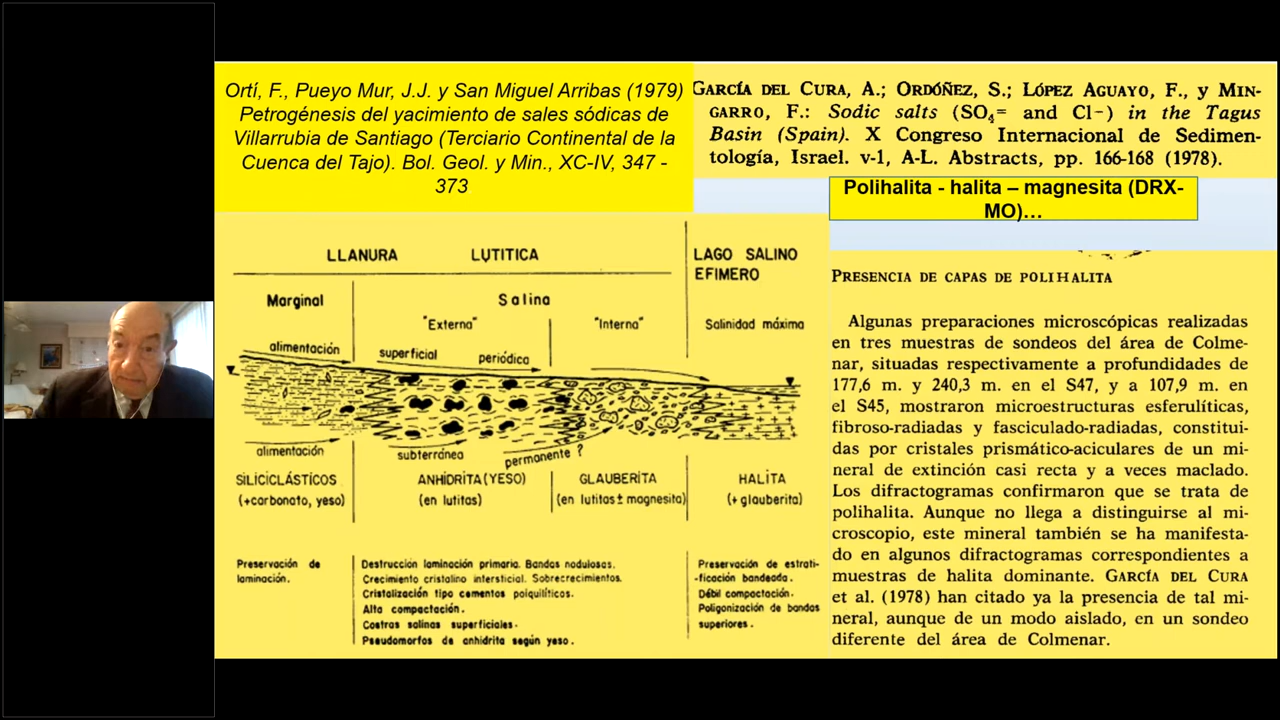 Ortí, F., Pueyo Mur, J.J. y San Miguel Arribas (1979)
Petrogénesis del yacimiento de sales sódicas de
Villarrubia de Santiago (Terciario Continental de la
Cuenca del Tajo). Bol. Geol. y Min., XC-IV, 347 -
373
GARCÍA DEL CURA, A.; ORDÓÑEZ, S.; LÓPEZ AGUAYO, F., y MIN-
GARRO, F.: Sodic salts (SO₄= and Cl-) in the Tagus
Basin (Spain). X Congreso Internacional de Sedimen-
tología, Israel. v-1, A-L. Abstracts, pp. 166-168 (1978).
Polihalita - halita – magnesita (DRX-
MO)…
LLANURA LUTITICA
LAGO SALINO
EFIMERO
Marginal
Salina
"Externa"
"Interna"
Salinidad máxima
alimentación
superficial
periódica
alimentación
subterránea
permanente ?
SILICICLÁSTICOS
(+carbonato, yeso)
ANHIDRITA (YESO)
(en lutitas)
GLAUBERITA
(en lutitas ± magnesita)
HALITA
(+ glauberita)
Preservación de
laminación.
Destrucción laminación primaria. Bandas nodulosas.
Crecimiento cristalino intersticial. Sobrecrecimientos.
Cristalización tipo cementos poiquilíticos.
Alta compactación.
Costras salinas superficiales.
Pseudomorfos de anhidrita según yeso.
Preservación de estrati-
-ficación bandeada.
Débil compactación.
Poligonización de bandas
superiores.
PRESENCIA DE CAPAS DE POLIHALITA
Algunas preparaciones microscópicas realizadas
en tres muestras de sondeos del área de Colme-
nar, situadas respectivamente a profundidades de
177,6 m. y 240,3 m. en el S47, y a 107,9 m. en
el S45, mostraron microestructuras esferulíticas,
fibroso-radiadas y fasciculado-radiadas, constitui-
das por cristales prismático-aciculares de un mi-
neral de extinción casi recta y a veces maclado.
Los difractogramas confirmaron que se trata de
polihalita. Aunque no llega a distinguirse al mi-
croscopio, este mineral también se ha manifesta-
do en algunos difractogramas correspondientes a
muestras de halita dominante. GARCÍA DEL CURA
et al. (1978) han citado ya la presencia de tal mi-
neral, aunque de un modo aislado, en un sondeo
diferente del área de Colmenar.